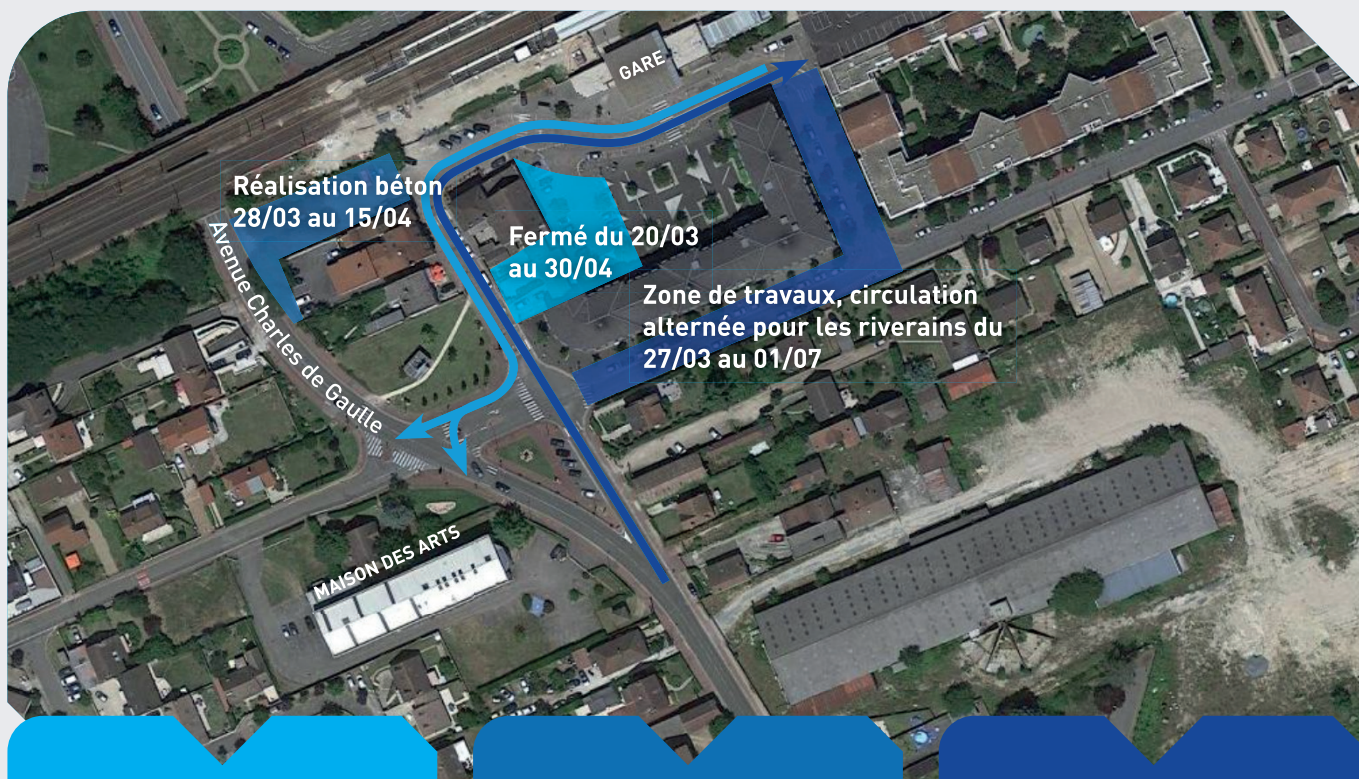 GARE
Réalisation béton
28/03 au 15/04
Avenue Charles de Gaulle
Fermé du 20/03
au 30/04
Zone de travaux, circulation
alternée pour les riverains du
27/03 au 01/07
MAISON DES ARTS